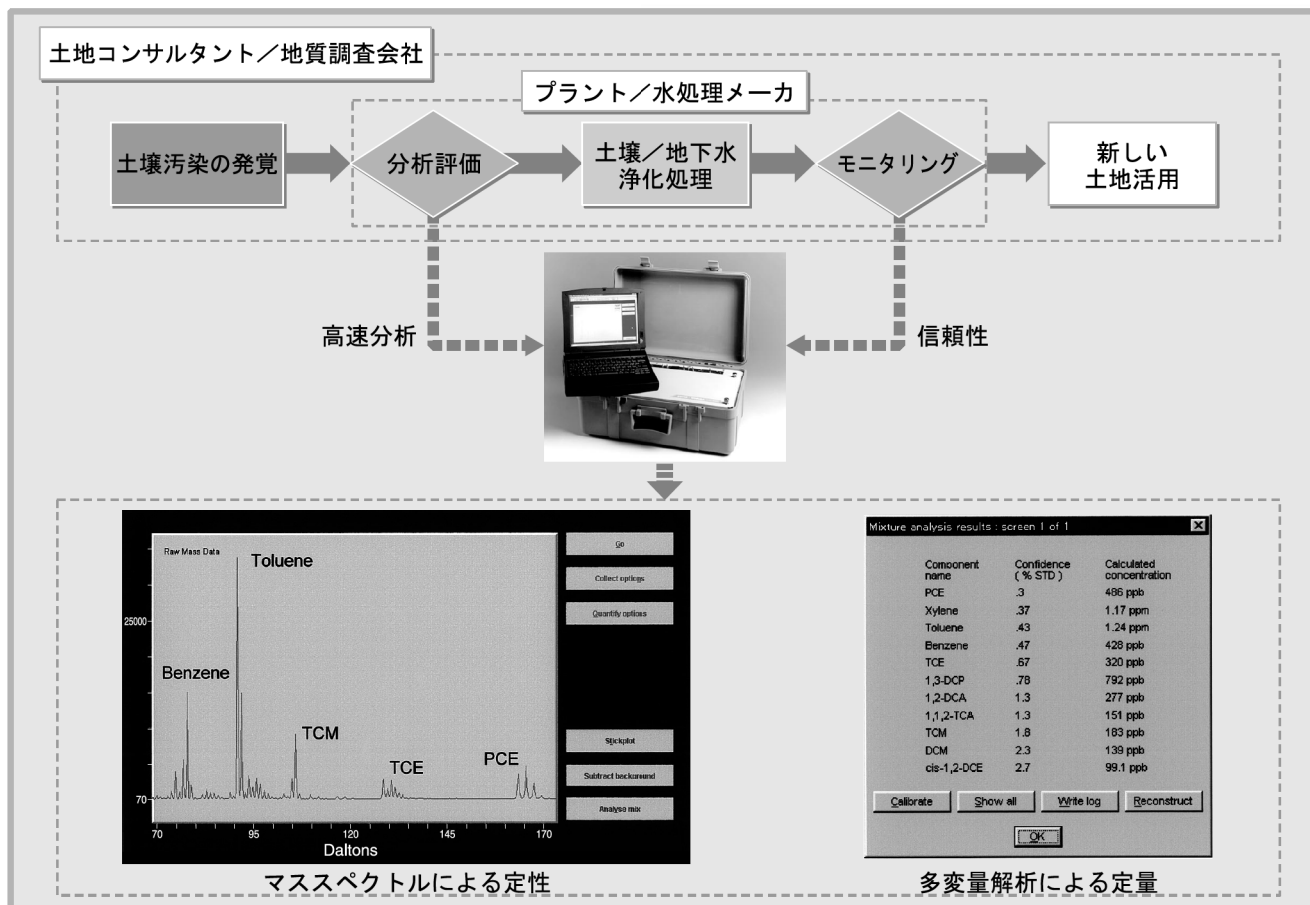 土地コンサルタント／地質調査会社
プラント／水処理メーカ
土壌汚染の発覚
分析評価
土壌／地下水
浄化処理
モニタリング
新しい
土地活用
高速分析
信頼性
Raw Mass Data
Toluene
25000
Benzene
TCM
TCE
PCE
70
70 95 120 145 170
Daltons
Go
Collect options
Quantify options
Stickplot
Subtract background
Analyse mix
マススペクトルによる定性
Mixture analysis results : screen 1 of 1
Component name Confidence ( % STD ) Calculated concentration
PCE .3 486 ppb
Xylene .37 1.17 ppm
Toluene .43 1.24 ppm
Benzene .47 428 ppb
TCE .67 320 ppb
1,3-DCP .78 792 ppb
1,2-DCA 1.3 277 ppb
1,1,2-TCA 1.3 151 ppb
TCM 1.8 183 ppb
DCM 2.3 139 ppb
cis-1,2-DCE 2.7 99.1 ppb
Calibrate Show all Write log Reconstruct
OK
多変量解析による定量